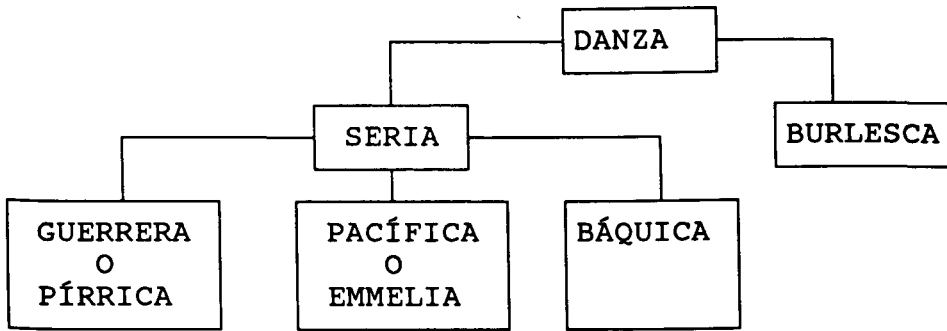 DANZA
BURLESCA
SERIA
GUERRERA
O
PÍRRICA
PACÍFICA
O
EMMELIA
BÁQUICA